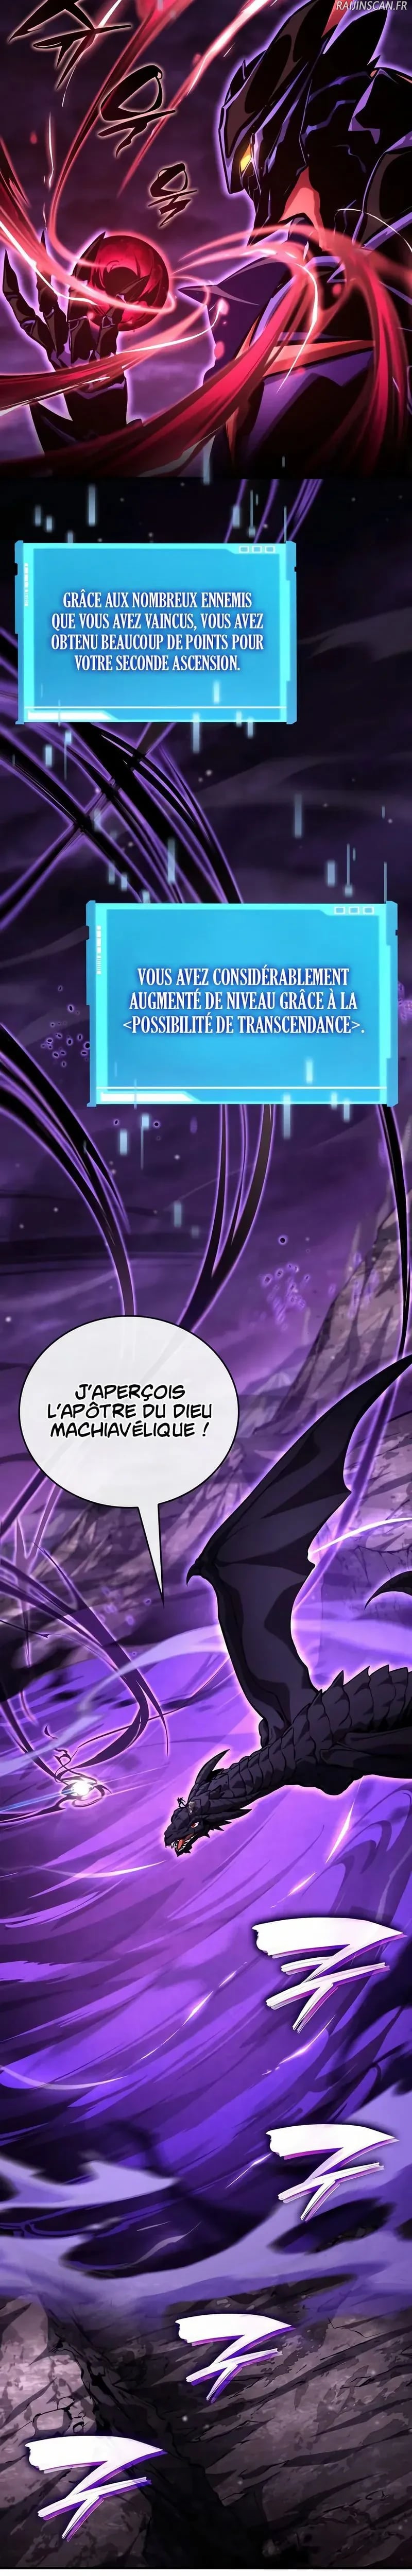 RAIJINSCAN.FR
GRÂCE AUX NOMBREUX ENNEMIS
QUE VOUS AVEZ VAINCUS, VOUS AVEZ
OBTENU BEAUCOUP DE POINTS POUR
VOTRE SECONDE ASCENSION.
VOUS AVEZ CONSIDÉRABLEMENT
AUGMENTÉ DE NIVEAU GRÂCE À LA
<POSSIBILITÉ DE TRANSCENDANCE>.
J'APERÇOIS
L'APÔTRE DU DIEU
MACHIAVÉLIQUE !